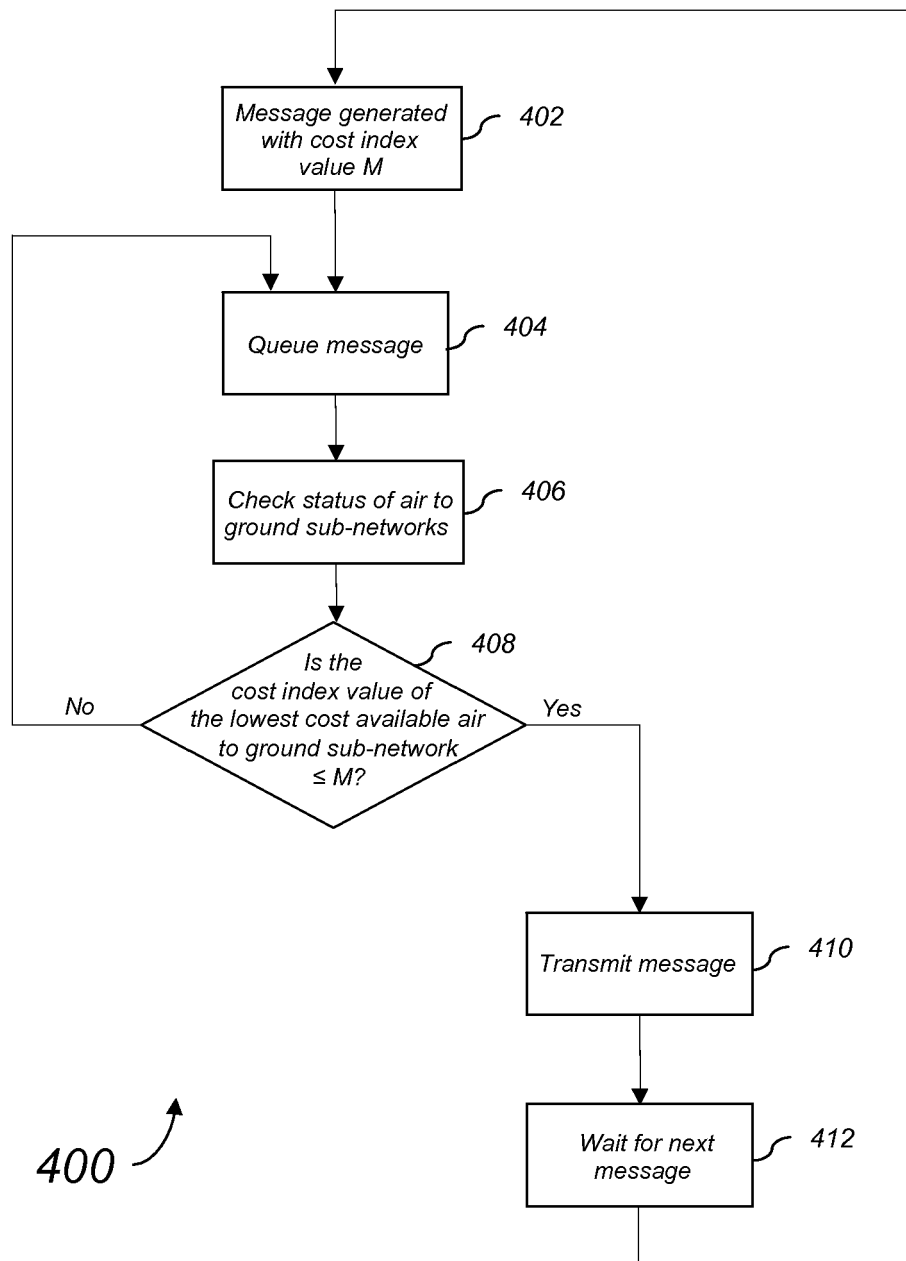 Message generated
with cost index
value M
402
Queue message
404
Check status of air to
ground sub-networks
406
408
Is the
cost index value of
the lowest cost available air
to ground sub-network
≤ M?
No
Yes
Transmit message
410
Wait for next
message
412
400